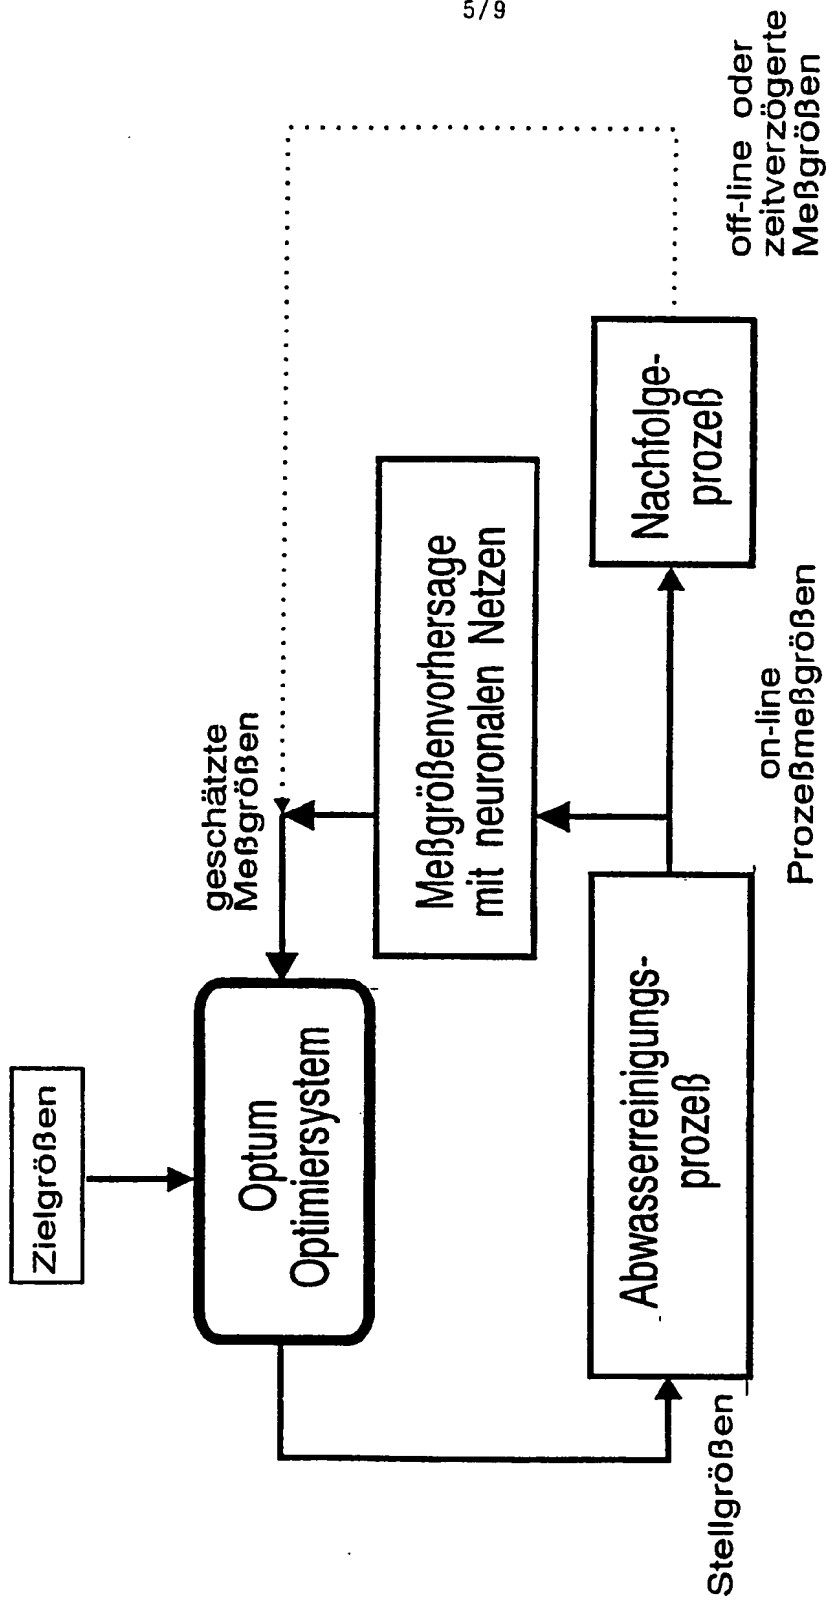 5/9
Zielgrößen
Optum
Optimiersystem
geschätzte
Meßgrößen
Meßgrößenvorhersage
mit neuronalen Netzen
Abwasserreinigungs-
prozeß
Nachfolge-
prozeß
Stellgrößen
on-line
Prozeßmeßgrößen
off-line oder
zeitverzögerte
Meßgrößen